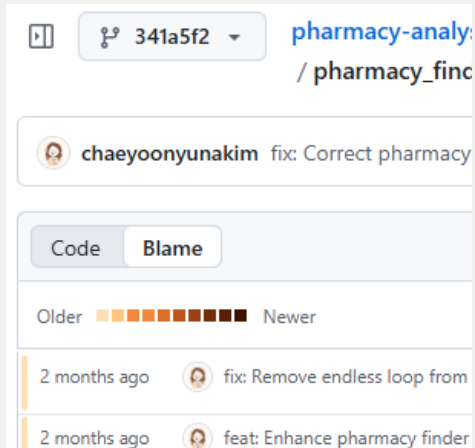 341a5f2
pharmacy-analys
/ pharmacy_find
chaeyoonyunakim fix: Correct pharmacy
Code Blame
Older Newer
2 months ago fix: Remove endless loop from
2 months ago feat: Enhance pharmacy finder